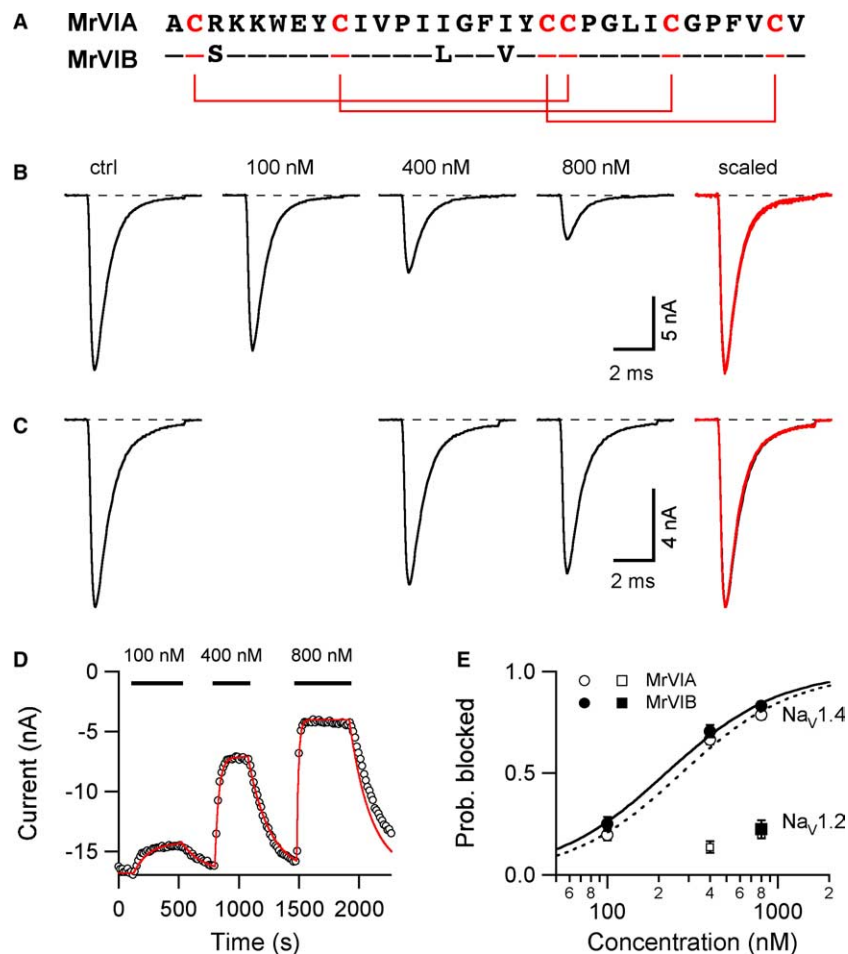 A
MrVIA ACRKKWEYCIVPIIGFIYCCPGLICGPFVCV
MrVIB – – S – – – – – – – – – – L – – V – – – – – – – – – – – – – –
B
ctrl 100 nM 400 nM 800 nM scaled
5 nA
2 ms
C
4 nA
2 ms
D
100 nM 400 nM 800 nM
Current (nA)
0
-5
-10
-15
0 500 1000 1500 2000
Time (s)
E
Prob. blocked
1.0
0.5
0.0
MrVIA
MrVIB
NaV1.4
NaV1.2
6 8 2 4 6 8 2
100 1000
Concentration (nM)